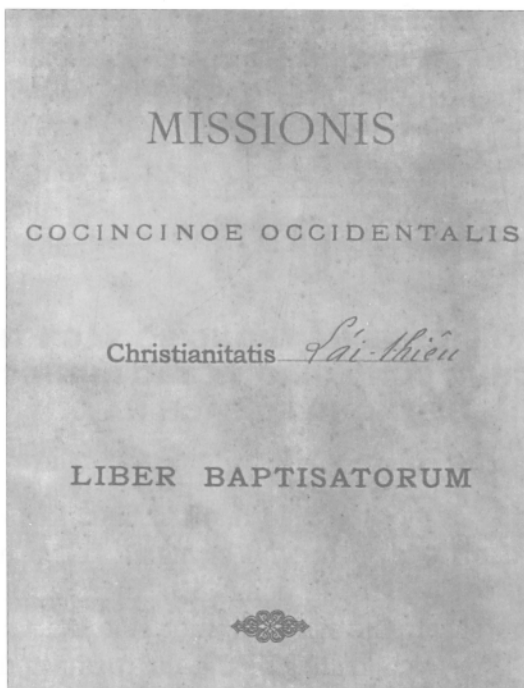 MISSIONIS
COCINCINOE OCCIDENTALIS
Christianitatis Lái-thiêu
LIBER BAPTISATORUM